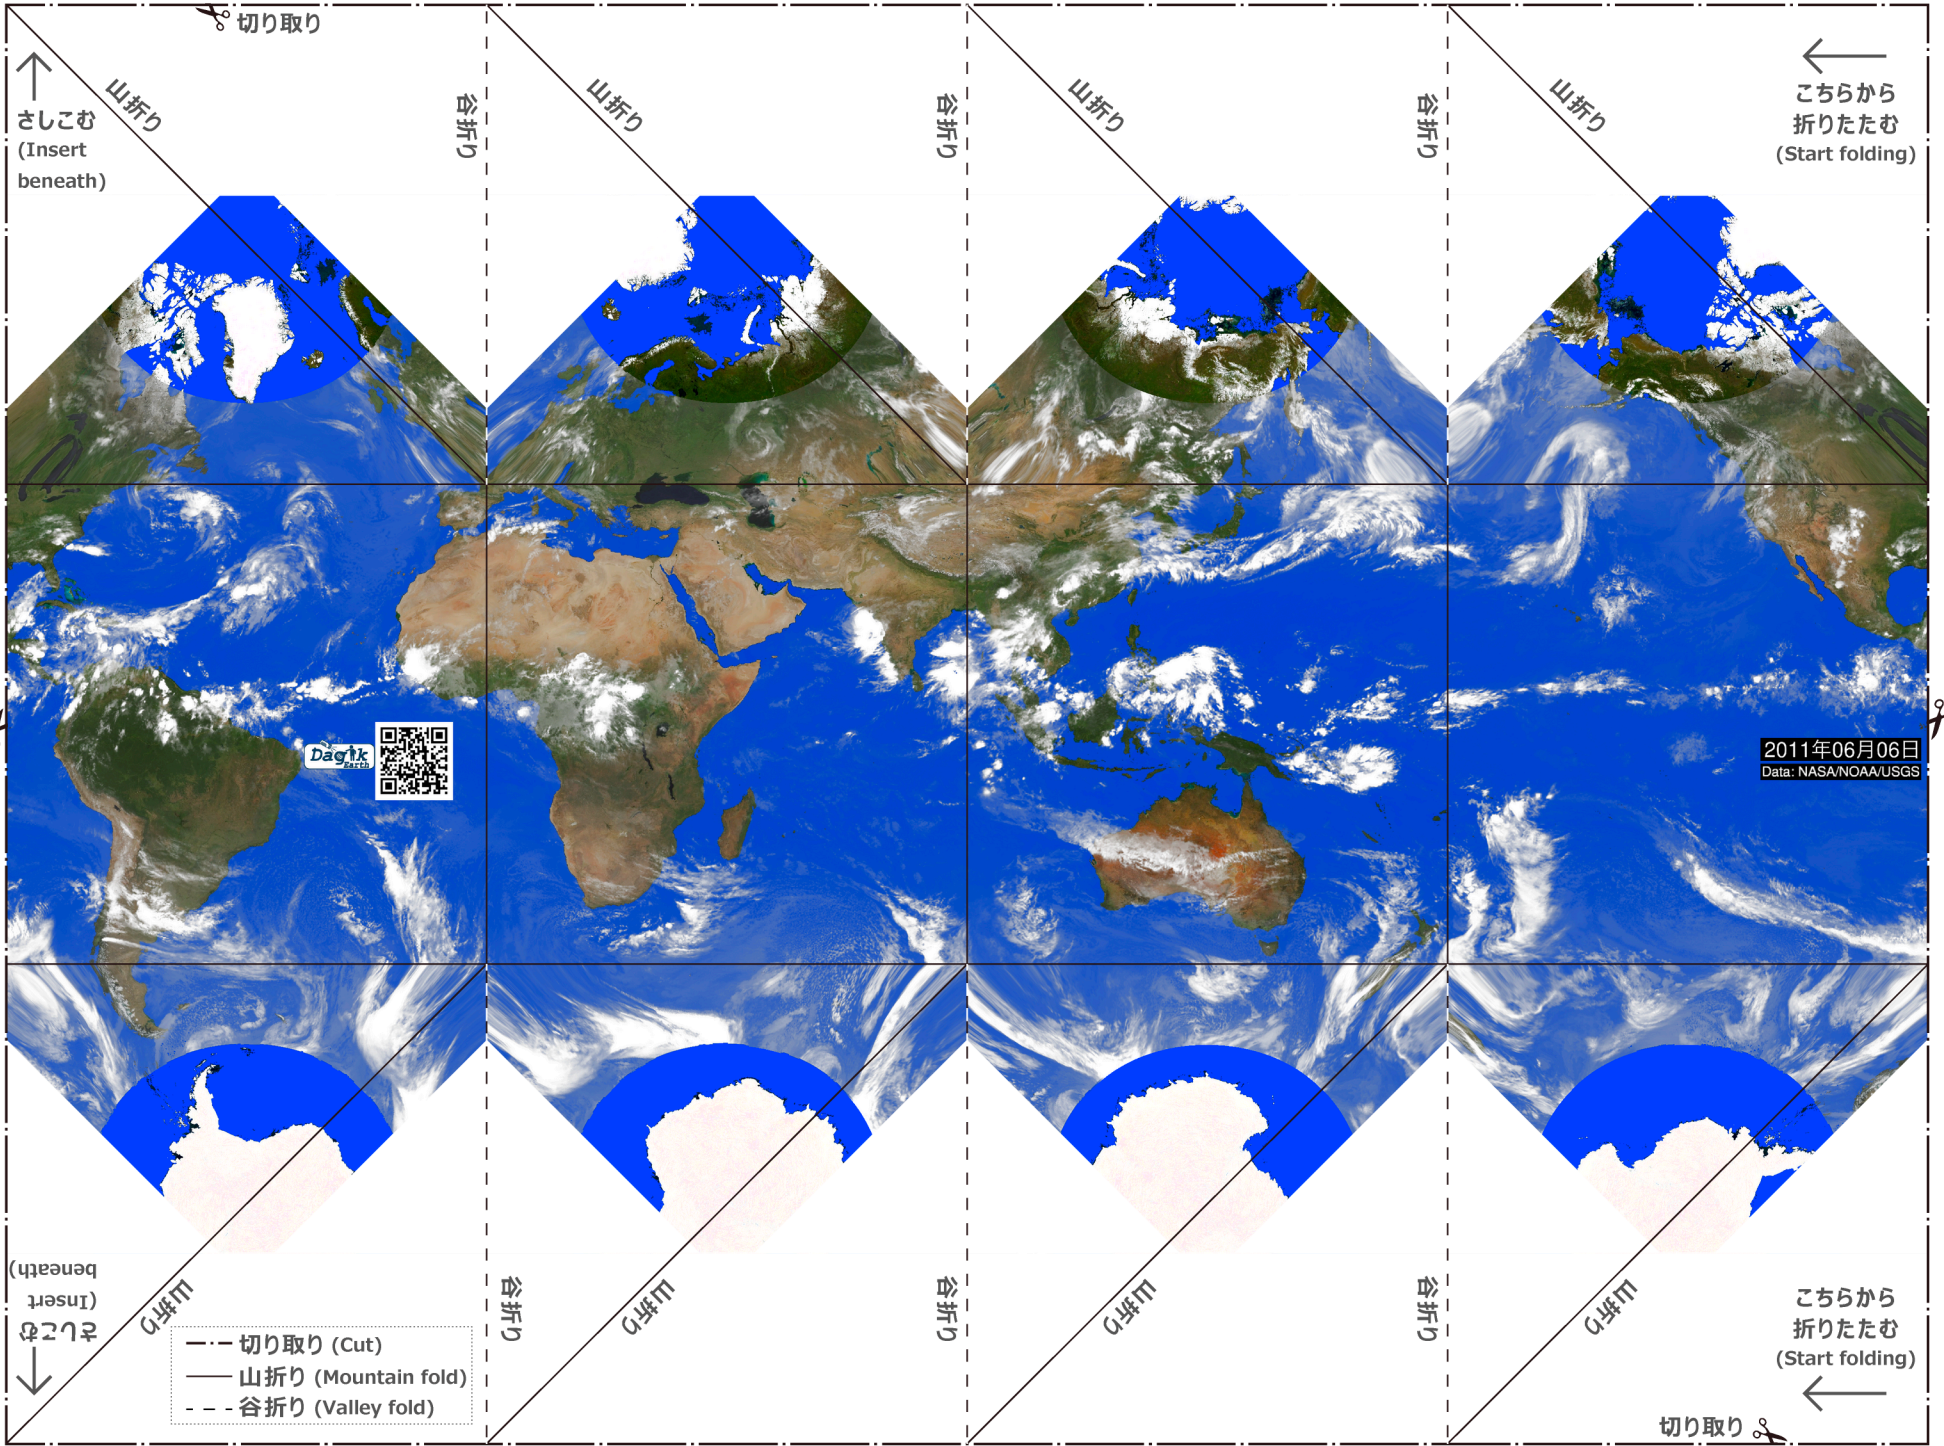 切り取り
山折り
谷折り
山折り
谷折り
山折り
谷折り
山折り
さしこむ
(Insert
beneath)
こちらから
折りたたむ
(Start folding)
Dagik
Earth
2011年06月06日
Data: NASA/NOAA/USGS
さしこむ
(Insert
beneath)
山折り
谷折り
山折り
谷折り
山折り
谷折り
山折り
こちらから
折りたたむ
(Start folding)
切り取り (Cut)
山折り (Mountain fold)
谷折り (Valley fold)
切り取り